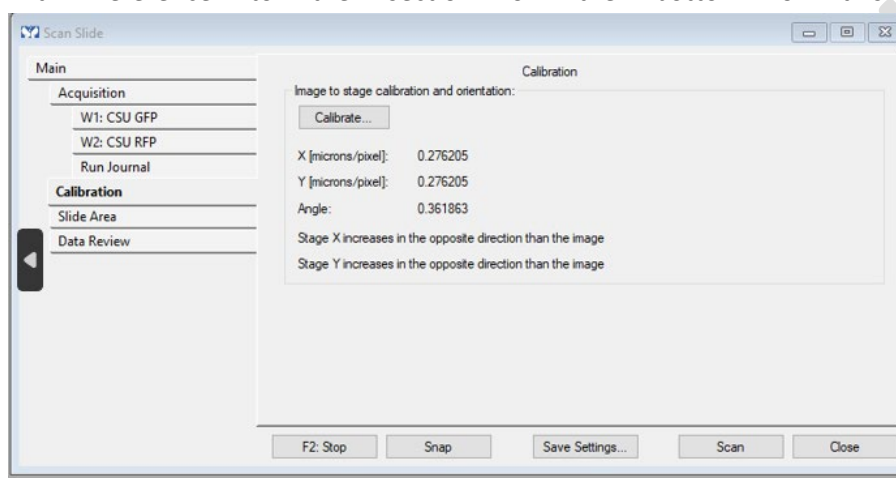 Scan Slide
Main
Acquisition
W1: CSU GFP
W2: CSU RFP
Run Journal
Calibration
Slide Area
Data Review
Calibration
Image to stage calibration and orientation:
Calibrate...
X [microns/pixel]: 0.276205
Y [microns/pixel]: 0.276205
Angle: 0.361863
Stage X increases in the opposite direction than the image
Stage Y increases in the opposite direction than the image
F2: Stop Snap Save Settings... Scan Close